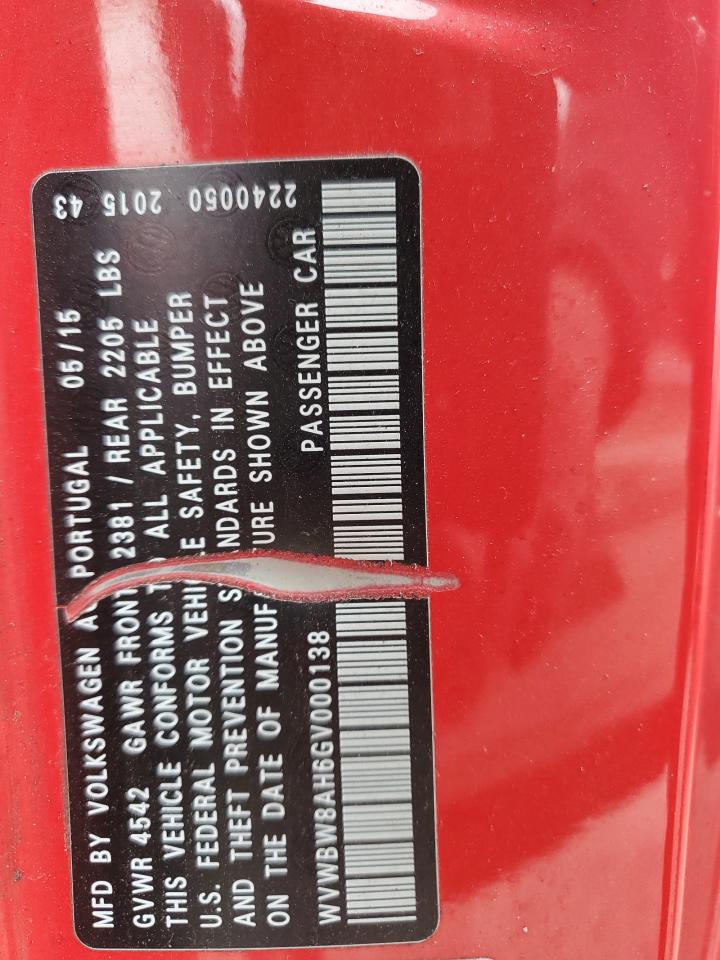 MFD BY VOLKSWAGEN A PORTUGAL 05/15
GVWR 4542 GAWR FRONT 2381 / REAR 2205 LBS
THIS VEHICLE CONFORMS T ALL APPLICABLE
U.S. FEDERAL MOTOR VEHICLE SAFETY, BUMPER
AND THEFT PREVENTION S NDARDS IN EFFECT
ON THE DATE OF MANUF URE SHOWN ABOVE
WVWBW8AH6GV000138 PASSENGER CAR
2240050 2015 43